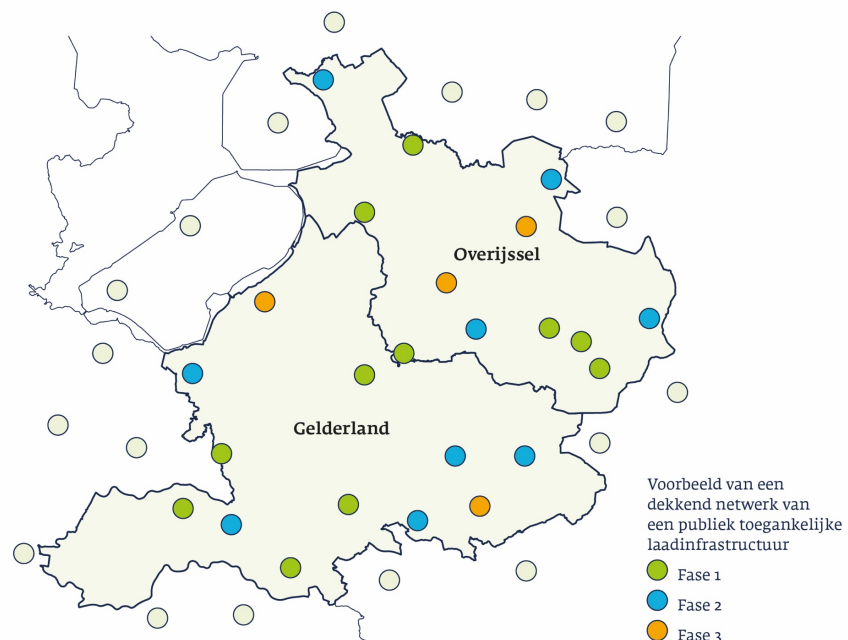 Overijssel
Gelderland
Voorbeeld van een
dekkend netwerk van
een publiek toegankelijke
laadinfrastructuur
Fase 1
Fase 2
Fase 3